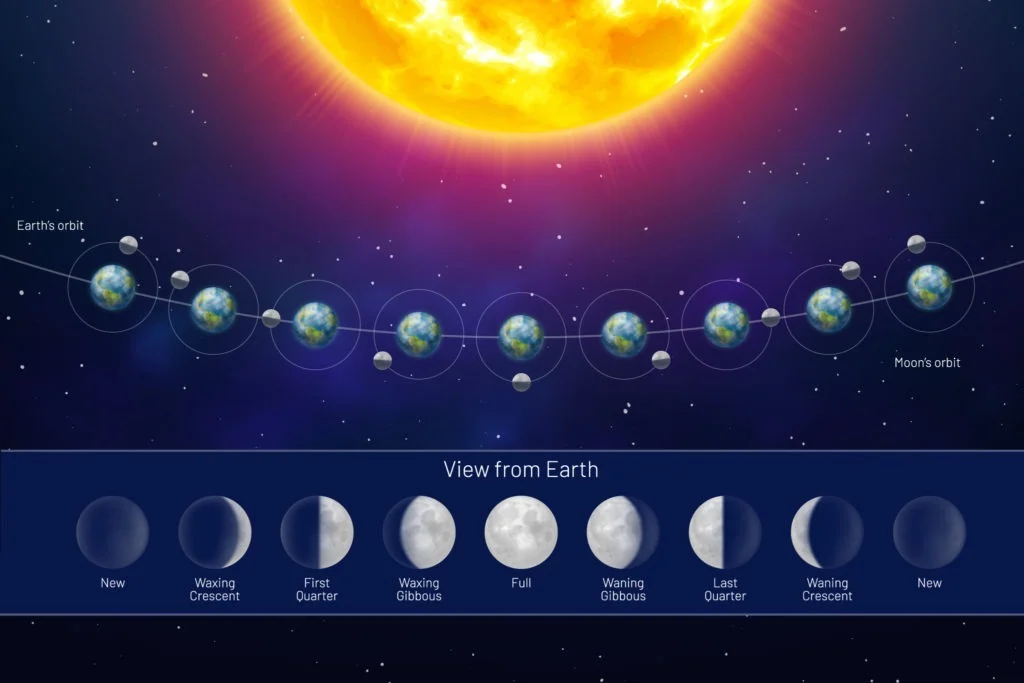 Earth's orbit
Moon's orbit
View from Earth
New
Waxing
Crescent
First
Quarter
Waxing
Gibbous
Full
Waning
Gibbous
Last
Quarter
Waning
Crescent
New